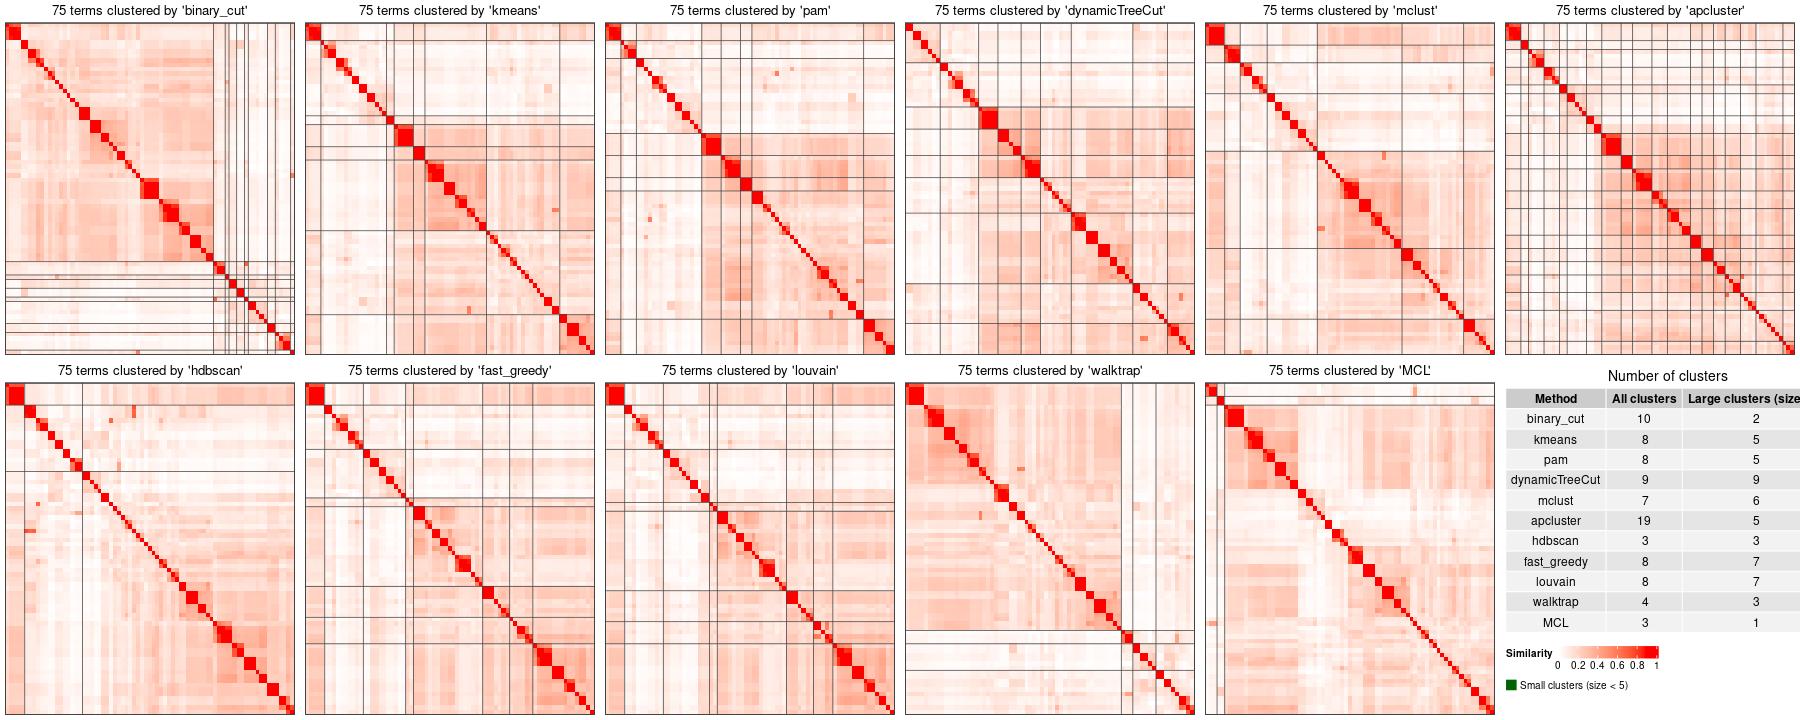 75 terms clustered by 'binary_cut'
75 terms clustered by 'kmeans'
75 terms clustered by 'pam'
75 terms clustered by 'dynamicTreeCut'
75 terms clustered by 'mclust'
75 terms clustered by 'apcluster'
75 terms clustered by 'hdbscan'
75 terms clustered by 'fast_greedy'
75 terms clustered by 'louvain'
75 terms clustered by 'walktrap'
75 terms clustered by 'MCL'
Number of clusters
Method All clusters Large clusters (size
binary_cut 10 2
kmeans 8 5
pam 8 5
dynamicTreeCut 9 9
mclust 7 6
apcluster 19 5
hdbscan 3 3
fast_greedy 8 7
louvain 8 7
walktrap 4 3
MCL 3 1
Similarity
0 0.2 0.4 0.6 0.8 1
Small clusters (size < 5)